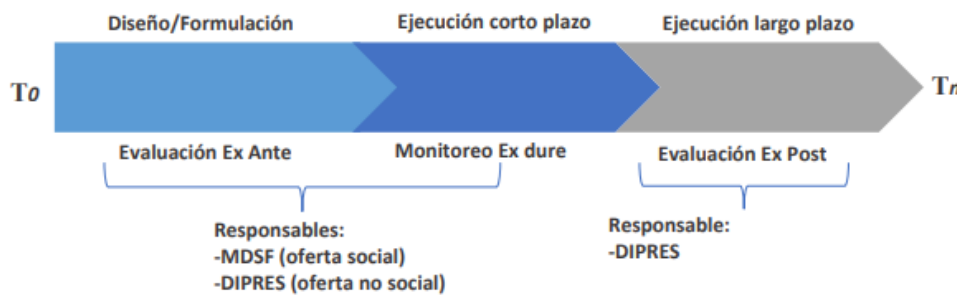 Diseño/Formulación
Ejecución corto plazo
Ejecución largo plazo
T0
Tn
Evaluación Ex Ante
Monitoreo Ex dure
Evaluación Ex Post
Responsables:
-MDSF (oferta social)
-DIPRES (oferta no social)
Responsable:
-DIPRES